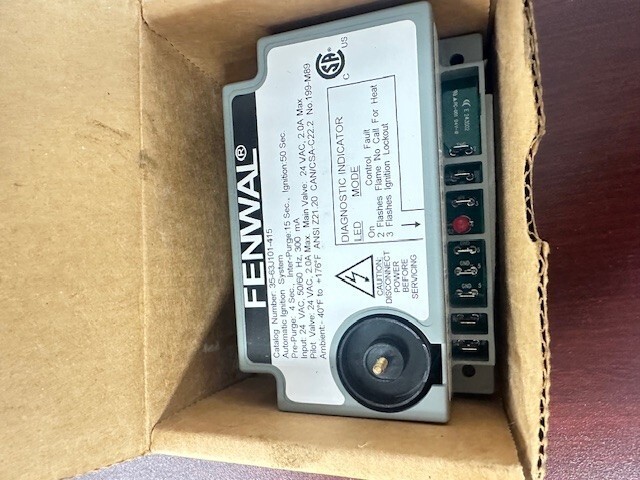 FENWAL®
Catalog Number: 35-63J101-415
Automatic Ignition System
Pre-Purge: 4 Sec., Inter-Purge:15 Sec., Ignition:50 Sec.
Input: 24 VAC, 50/60 Hz, 300 mA
Pilot Valve: 24 VAC, 2.0A Max. Main Valve: 24 VAC, 2.0A Max.
Ambient:-40°F to +176°F ANSI Z21.20 CAN/CSA-C22.2 No.199-M89
DIAGNOSTIC INDICATOR
LED MODE
On Control Fault
2 Flashes Flame No Call For Heat
3 Flashes Ignition Lockout
CAUTION:
DISCONNECT
POWER
BEFORE
SERVICING
C US